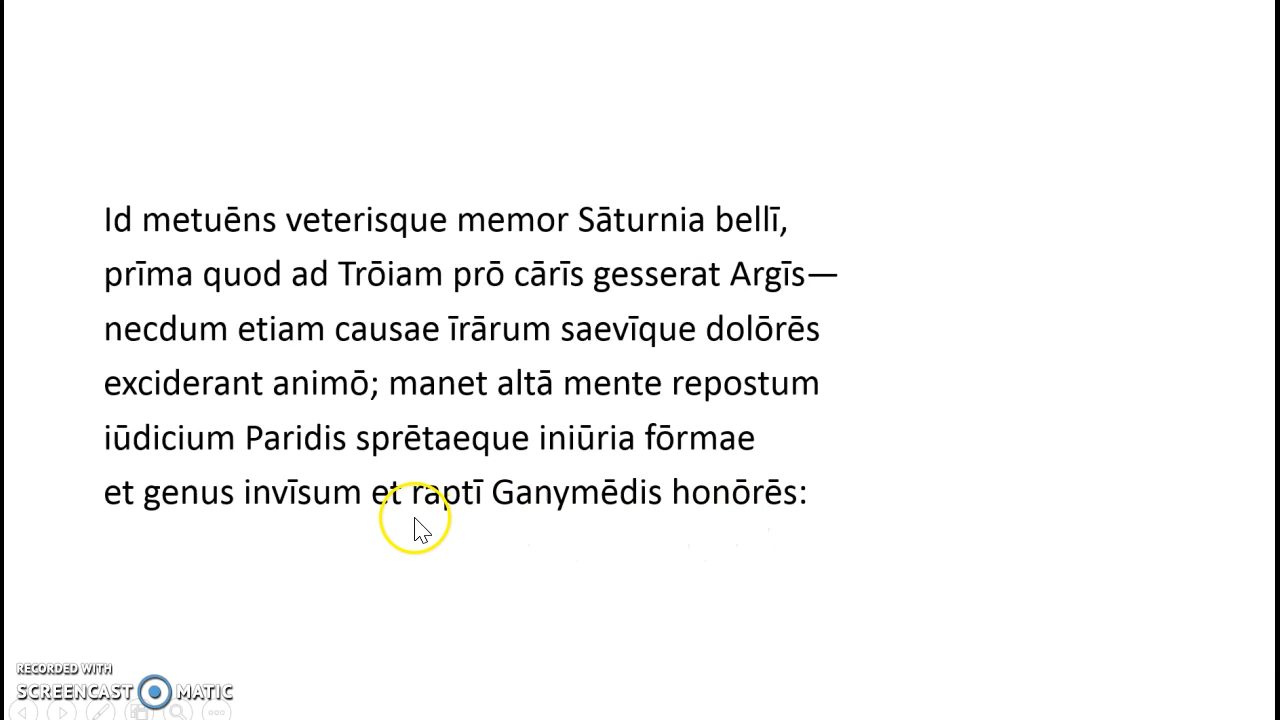 Id metuēns veterisque memor Sāturnia bellī,
prīma quod ad Trōiam prō cārīs gesserat Argīs—
necdum etiam causae īrārum saevīque dolōrēs
exciderant animō; manet altā mente repostum
iūdicium Paridis sprētaeque iniūria fōrmae
et genus invīsum et raptī Ganymēdis honōrēs:
RECORDED WITH
SCREENCAST MATIC